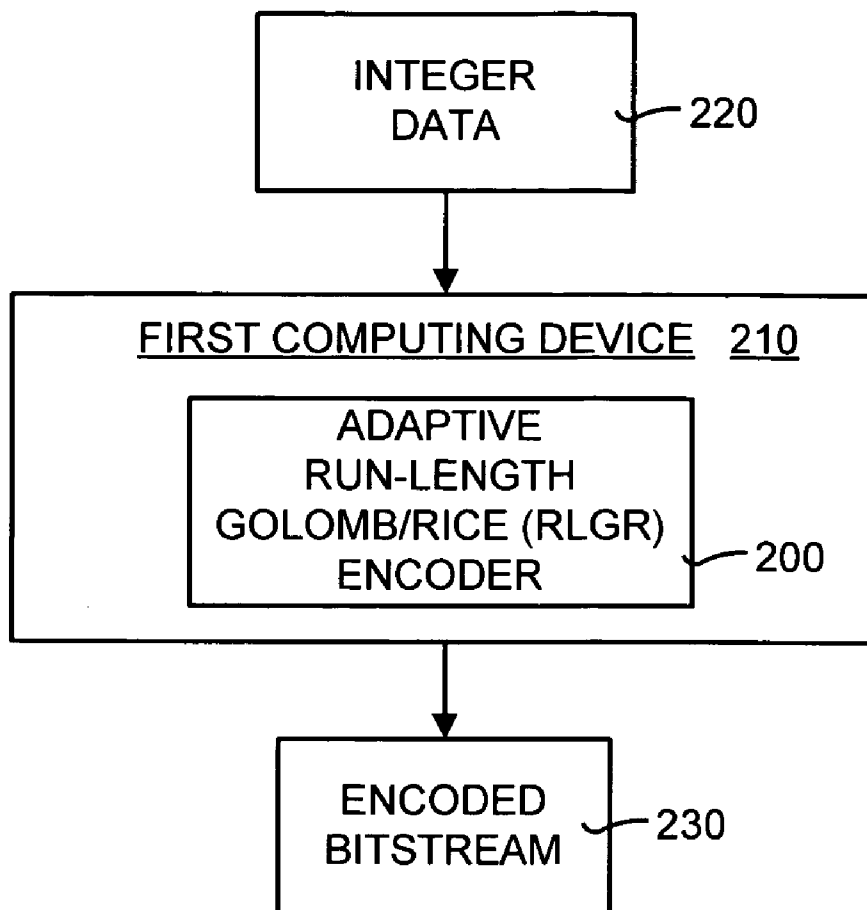 INTEGER
DATA
220
FIRST COMPUTING DEVICE 210
ADAPTIVE
RUN-LENGTH
GOLOMB/RICE (RLGR)
ENCODER
200
ENCODED
BITSTREAM
230